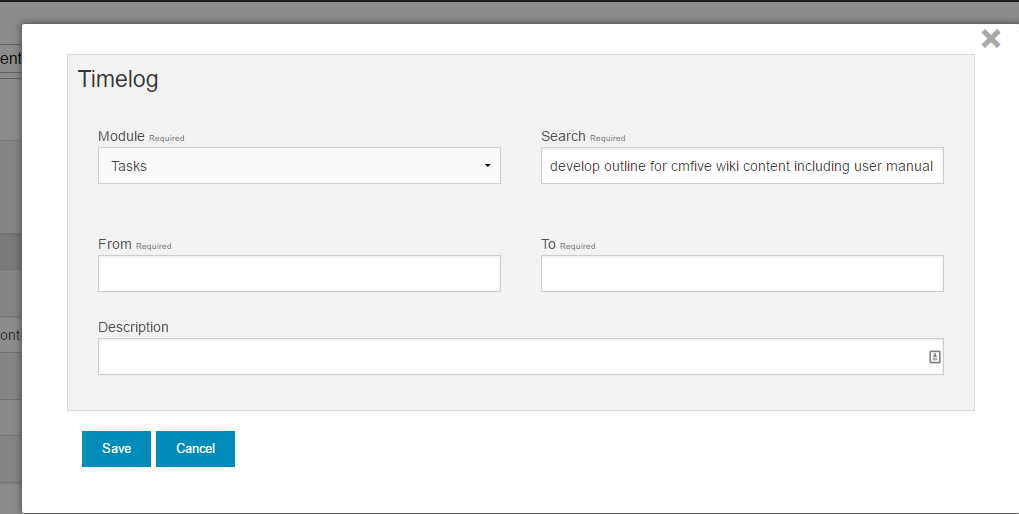 ent
Timelog
Module Required
Search Required
Tasks
develop outline for cmfive wiki content including user manual
From Required
To Required
ont
Description
Save
Cancel